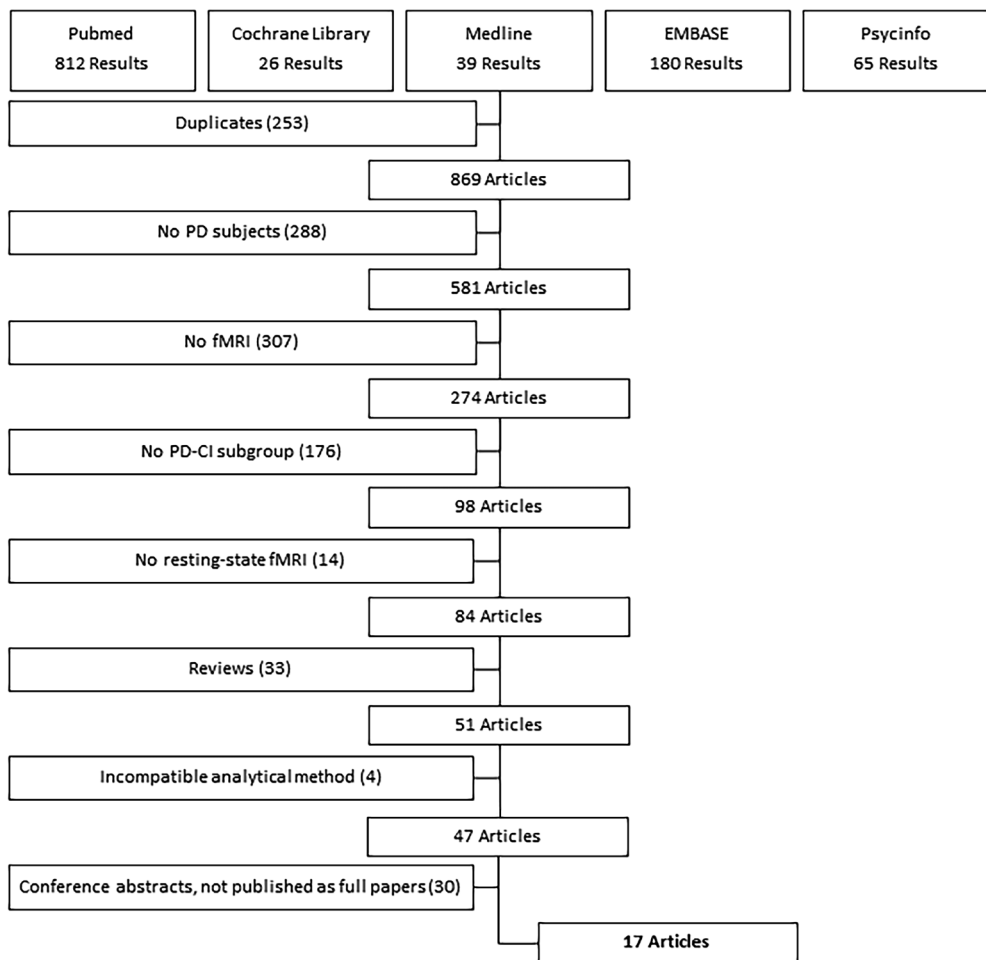 Pubmed
812 Results
Cochrane Library
26 Results
Medline
39 Results
EMBASE
180 Results
Psycinfo
65 Results
Duplicates (253)
869 Articles
No PD subjects (288)
581 Articles
No fMRI (307)
274 Articles
No PD-CI subgroup (176)
98 Articles
No resting-state fMRI (14)
84 Articles
Reviews (33)
51 Articles
Incompatible analytical method (4)
47 Articles
Conference abstracts, not published as full papers (30)
17 Articles